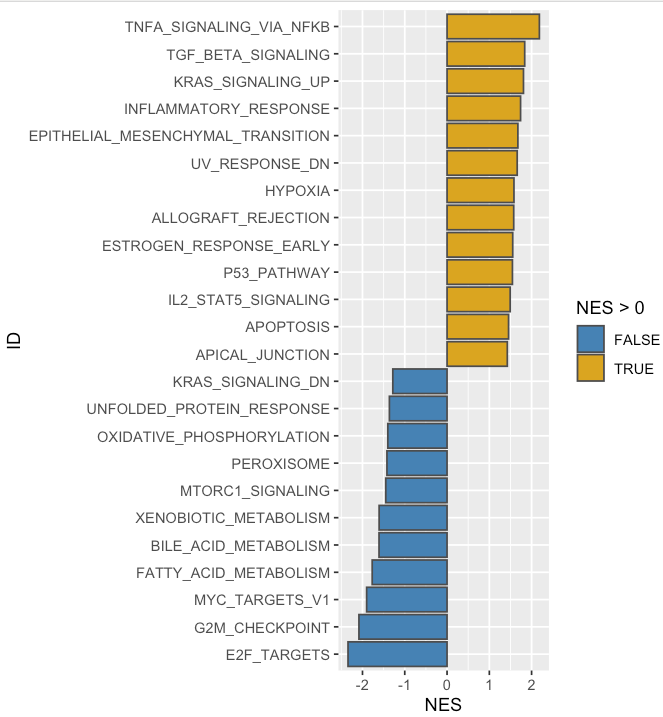 TNFA_SIGNALING_VIA_NFKB
TGF_BETA_SIGNALING
KRAS_SIGNALING_UP
INFLAMMATORY_RESPONSE
EPITHELIAL_MESENCHYMAL_TRANSITION
UV_RESPONSE_DN
HYPOXIA
ALLOGRAFT_REJECTION
ESTROGEN_RESPONSE_EARLY
P53_PATHWAY
IL2_STAT5_SIGNALING
APOPTOSIS
APICAL_JUNCTION
KRAS_SIGNALING_DN
UNFOLDED_PROTEIN_RESPONSE
OXIDATIVE_PHOSPHORYLATION
PEROXISOME
MTORC1_SIGNALING
XENOBIOTIC_METABOLISM
BILE_ACID_METABOLISM
FATTY_ACID_METABOLISM
MYC_TARGETS_V1
G2M_CHECKPOINT
E2F_TARGETS
ID
-2 -1 0 1 2
NES
NES > 0
FALSE
TRUE